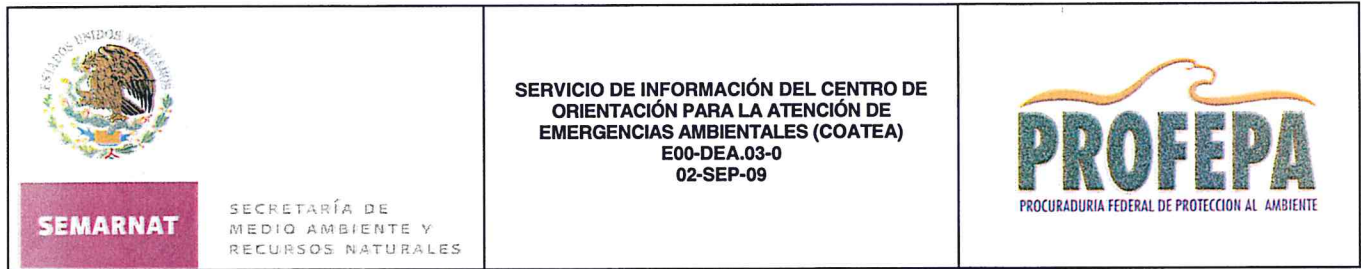 ESTADOS UNIDOS MEXICANOS
SEMARNAT
SECRETARÍA DE
MEDIO AMBIENTE Y
RECURSOS NATURALES
SERVICIO DE INFORMACIÓN DEL CENTRO DE
ORIENTACIÓN PARA LA ATENCIÓN DE
EMERGENCIAS AMBIENTALES (COATEA)
E00-DEA.03-0
02-SEP-09
PROFEPA
PROCURADURIA FEDERAL DE PROTECCION AL AMBIENTE